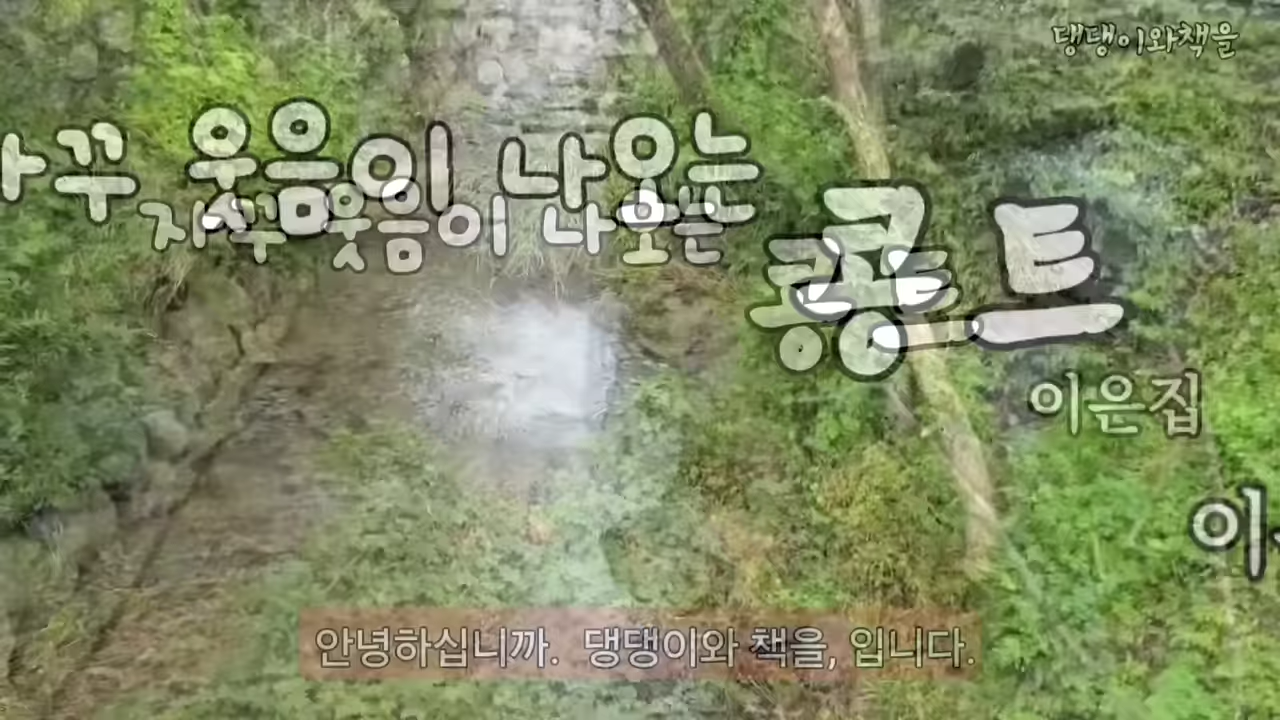 댕댕이와책을
자꾸 웃음이 나오는
자꾸 웃음이 나오는
콩트
콩트
이은집
안녕하십니까. 댕댕이와 책을, 입니다.